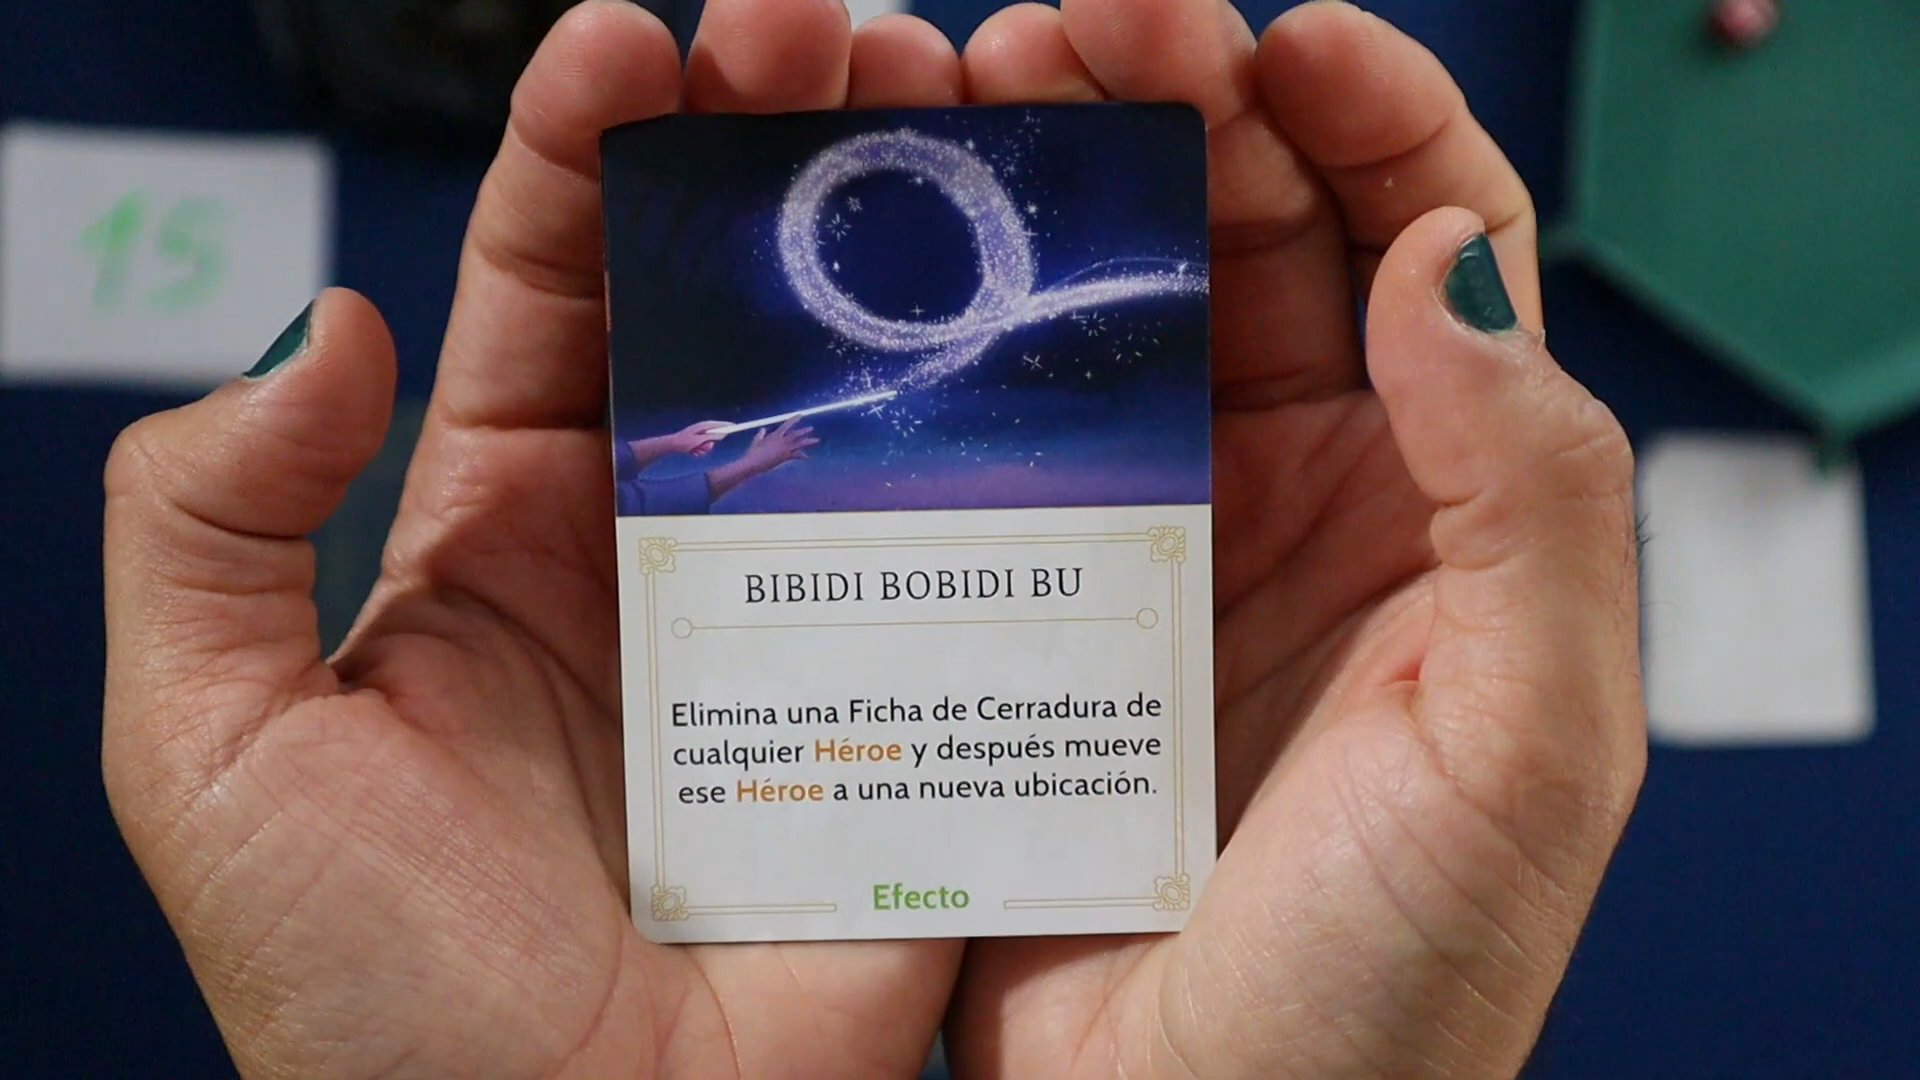 15
BIBIDI BOBIDI BU
Elimina una Ficha de Cerradura de
cualquier Héroe y después mueve
ese Héroe a una nueva ubicación.
Efecto